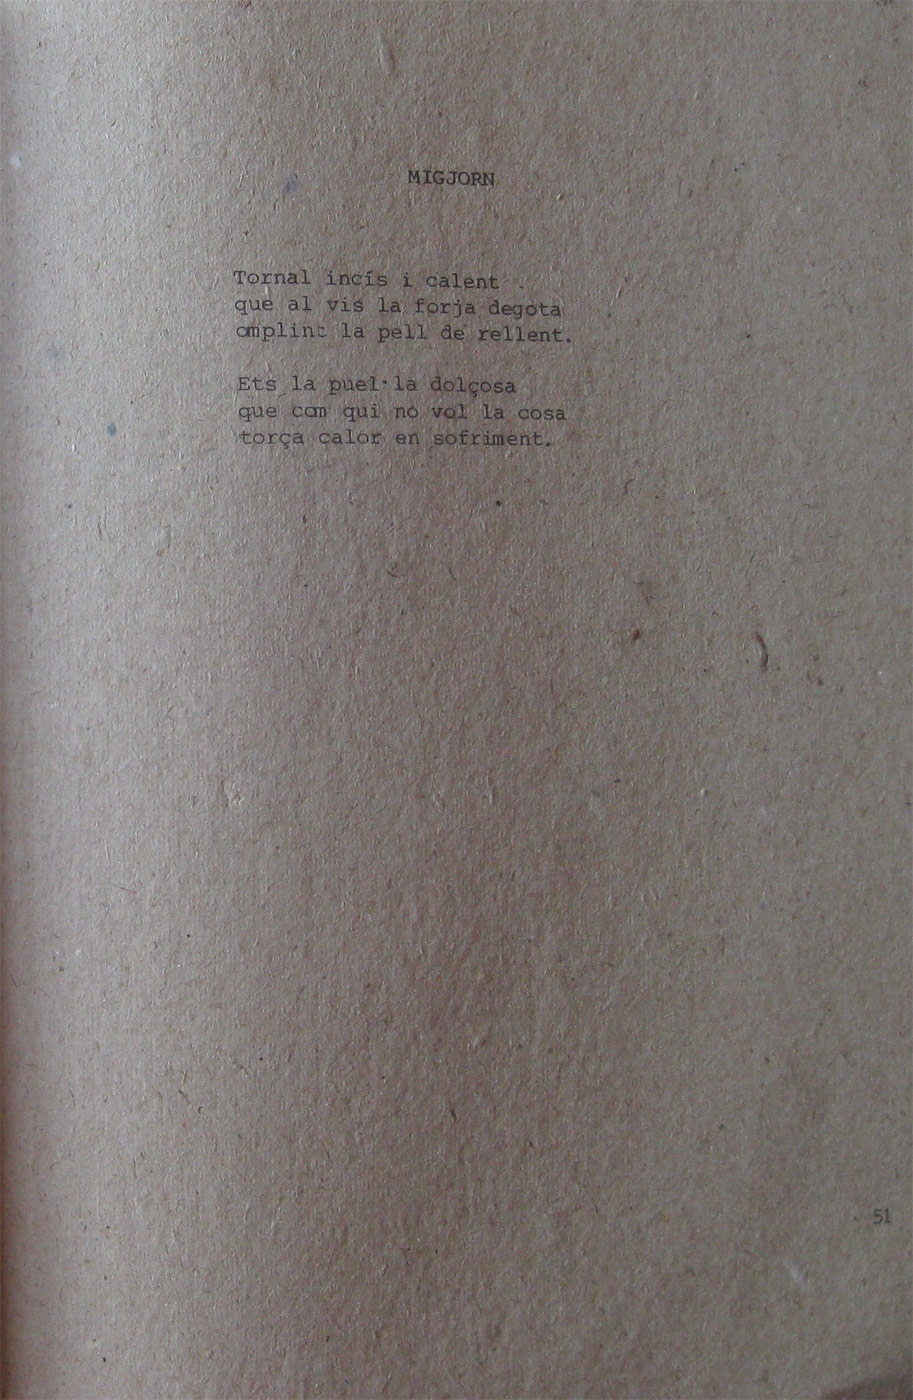 MIGJORN
Tornal incís i calent
que al vis la forja degota
omplint la pell de rellent.
Ets la puel·la dolçosa
que com qui no vol la cosa
torça calor en sofriment.
51